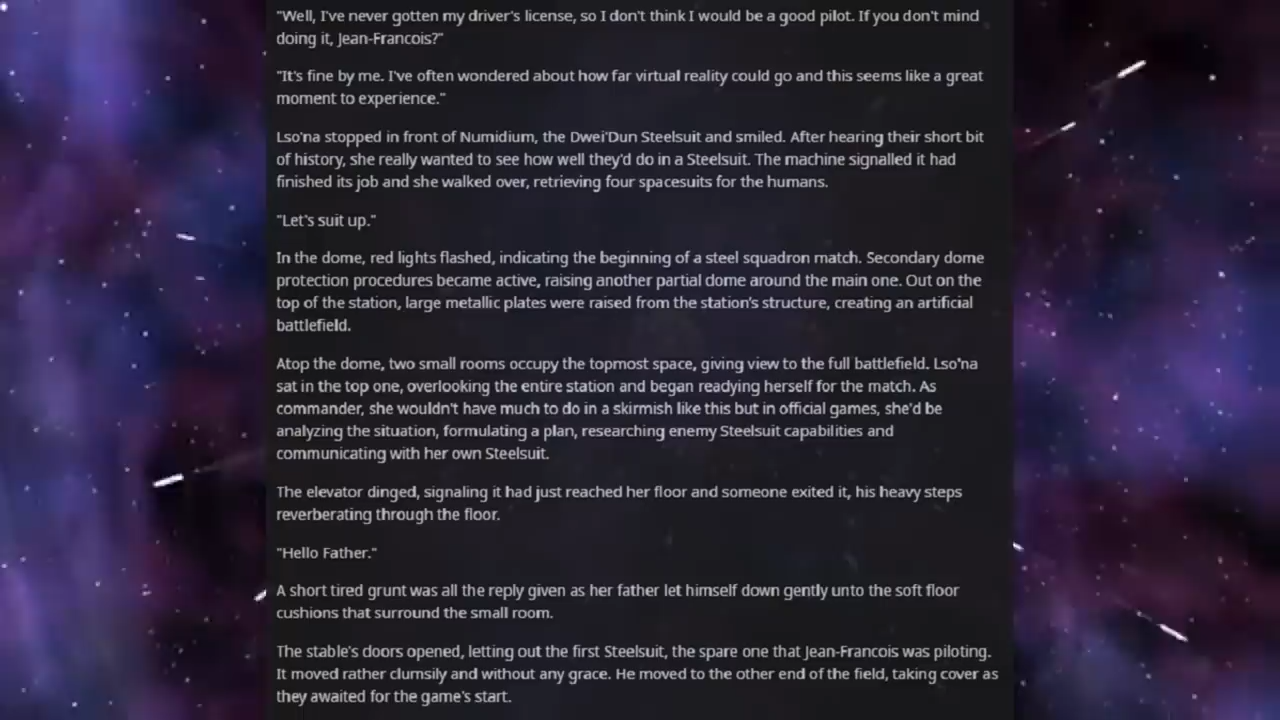 "Well, I've never gotten my driver's license, so I don't think I would be a good pilot. If you don't mind
doing it, Jean-Francois?"
"It's fine by me. I've often wondered about how far virtual reality could go and this seems like a great
moment to experience."
Lso'na stopped in front of Numidium, the Dwei'Dun Steelsuit and smiled. After hearing their short bit
of history, she really wanted to see how well they'd do in a Steelsuit. The machine signalled it had
finished its job and she walked over, retrieving four spacesuits for the humans.
"Let's suit up."
In the dome, red lights flashed, indicating the beginning of a steel squadron match. Secondary dome
protection procedures became active, raising another partial dome around the main one. Out on the
top of the station, large metallic plates were raised from the station's structure, creating an artificial
battlefield.
Atop the dome, two small rooms occupy the topmost space, giving view to the full battlefield. Lso'na
sat in the top one, overlooking the entire station and began readying herself for the match. As
commander, she wouldn't have much to do in a skirmish like this but in official games, she'd be
analyzing the situation, formulating a plan, researching enemy Steelsuit capabilities and
communicating with her own Steelsuit.
The elevator dinged, signaling it had just reached her floor and someone exited it, his heavy steps
reverberating through the floor.
"Hello Father."
A short tired grunt was all the reply given as her father let himself down gently unto the soft floor
cushions that surround the small room.
The stable's doors opened, letting out the first Steelsuit, the spare one that Jean-Francois was piloting.
It moved rather clumsily and without any grace. He moved to the other end of the field, taking cover as
they awaited for the game's start.